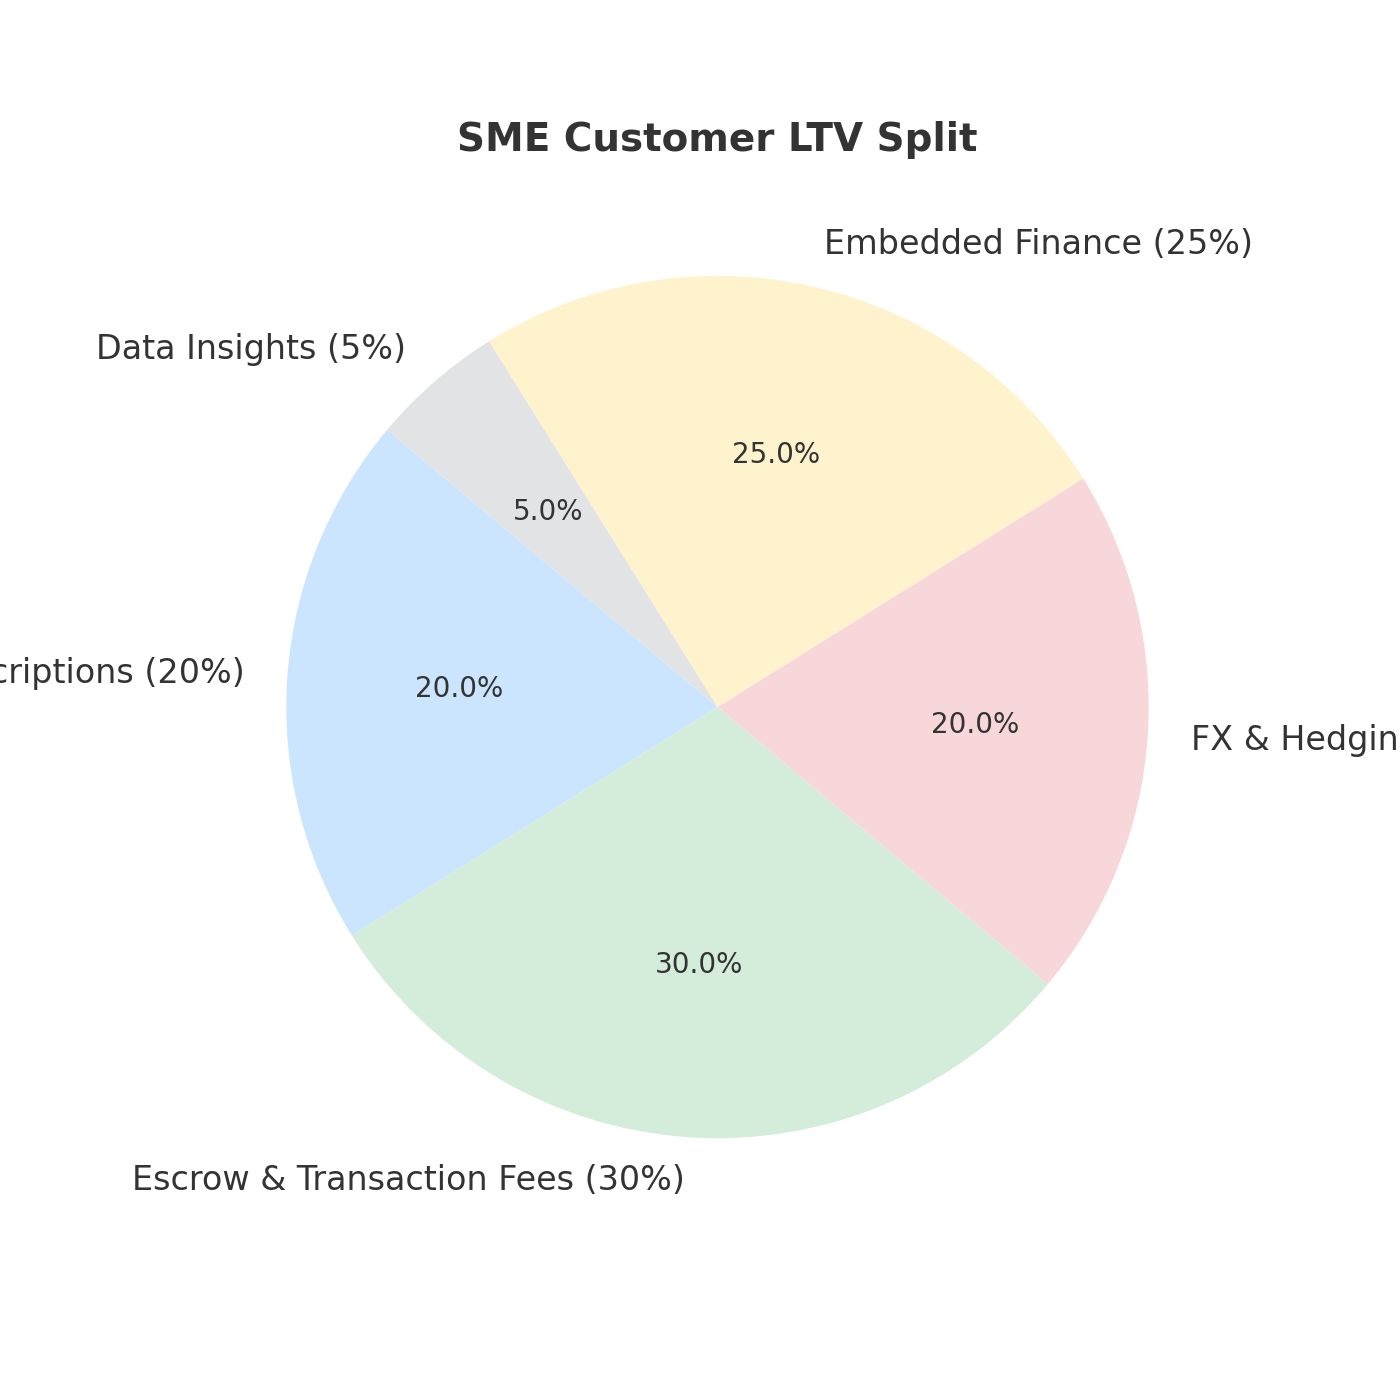 SME Customer LTV Split
Embedded Finance (25%)
Data Insights (5%)
25.0%
5.0%
criptions (20%)
20.0%
20.0%
FX & Hedgin
30.0%
Escrow & Transaction Fees (30%)